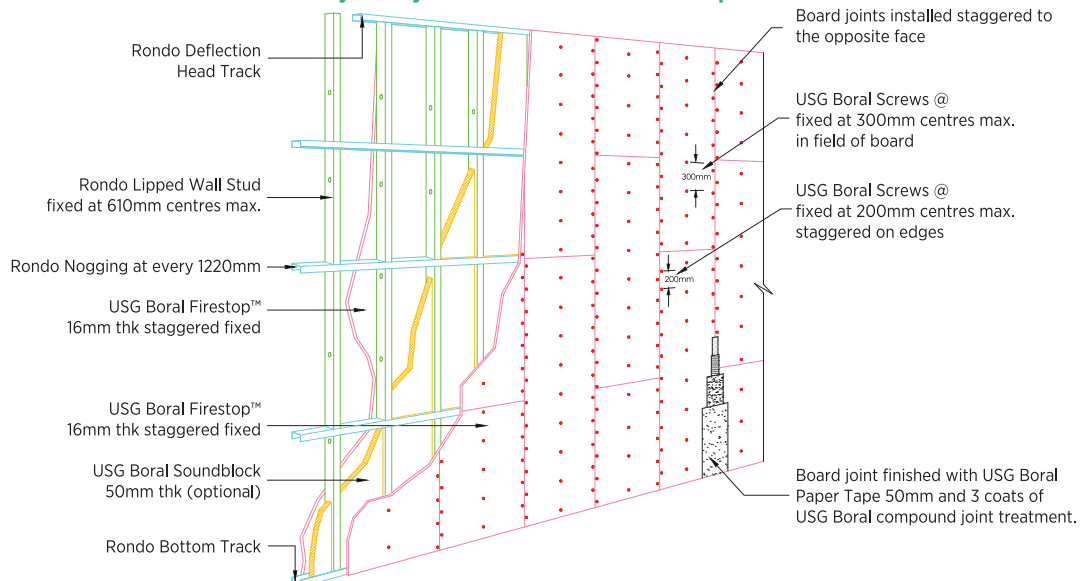 Rondo Deflection
Head Track
Rondo Lipped Wall Stud
fixed at 610mm centres max.
Rondo Nogging at every 1220mm
USG Boral Firestop™
16mm thk staggered fixed
USG Boral Firestop™
16mm thk staggered fixed
USG Boral Soundblock
50mm thk (optional)
Rondo Bottom Track
Board joints installed staggered to
the opposite face
USG Boral Screws @
fixed at 300mm centres max.
in field of board
300mm
USG Boral Screws @
fixed at 200mm centres max.
staggered on edges
200mm
Board joint finished with USG Boral
Paper Tape 50mm and 3 coats of
USG Boral compound joint treatment.